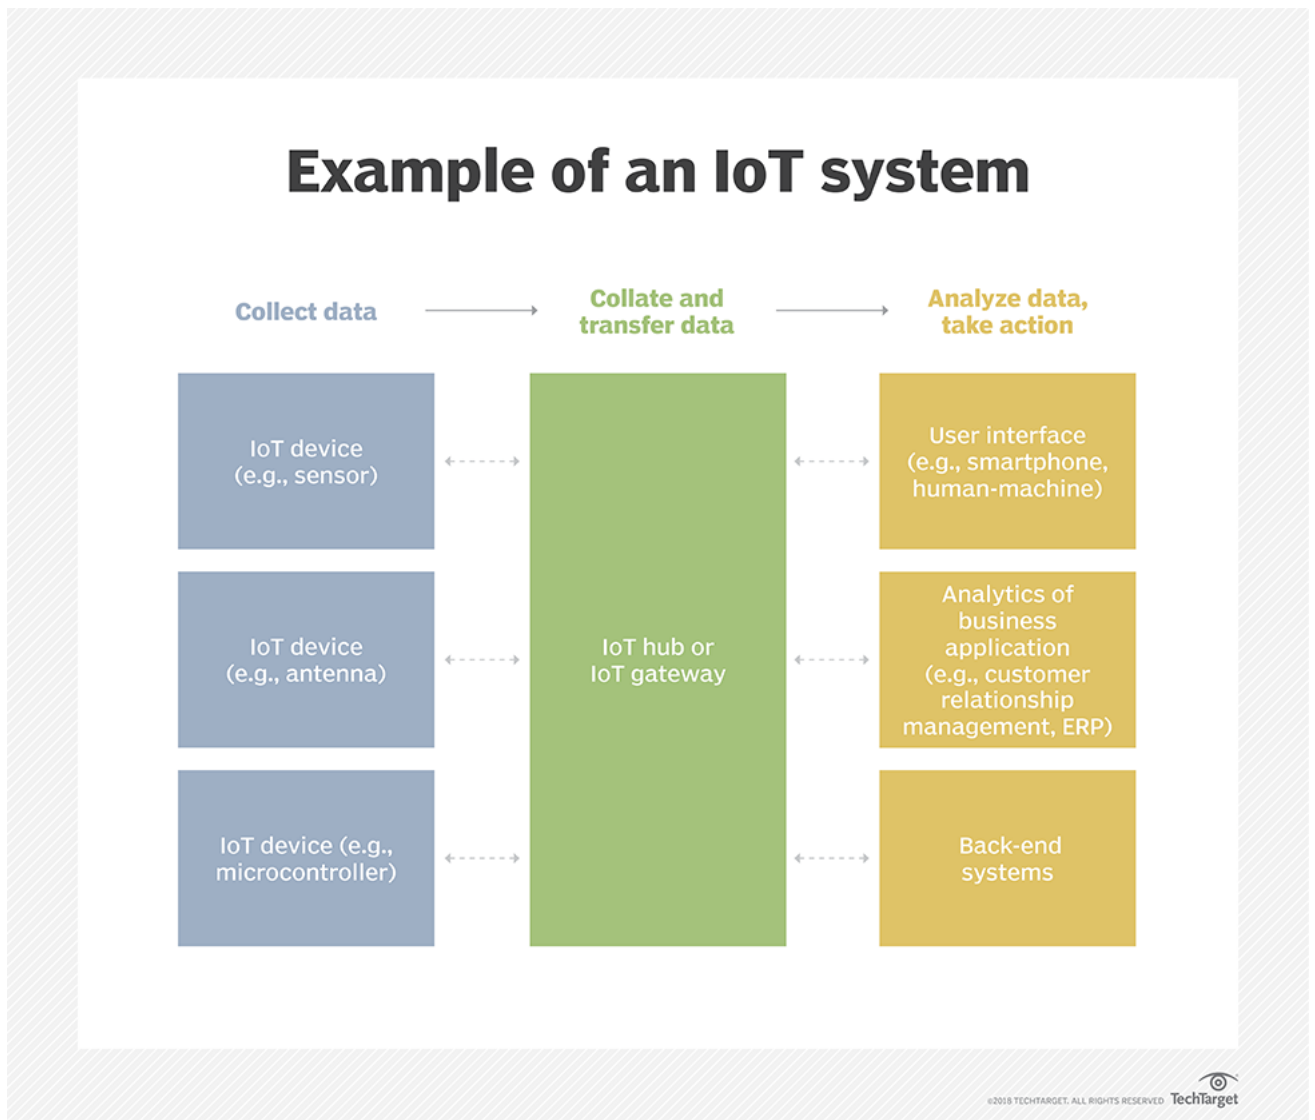 Example of an IoT system
Collect data
Collate and
transfer data
Analyze data,
take action
IoT device
(e.g., sensor)
IoT device
(e.g., antenna)
IoT device (e.g.,
microcontroller)
IoT hub or
IoT gateway
User interface
(e.g., smartphone,
human-machine)
Analytics of
business
application
(e.g., customer
relationship
management, ERP)
Back-end
systems
©2018 TECHTARGET. ALL RIGHTS RESERVED TechTarget